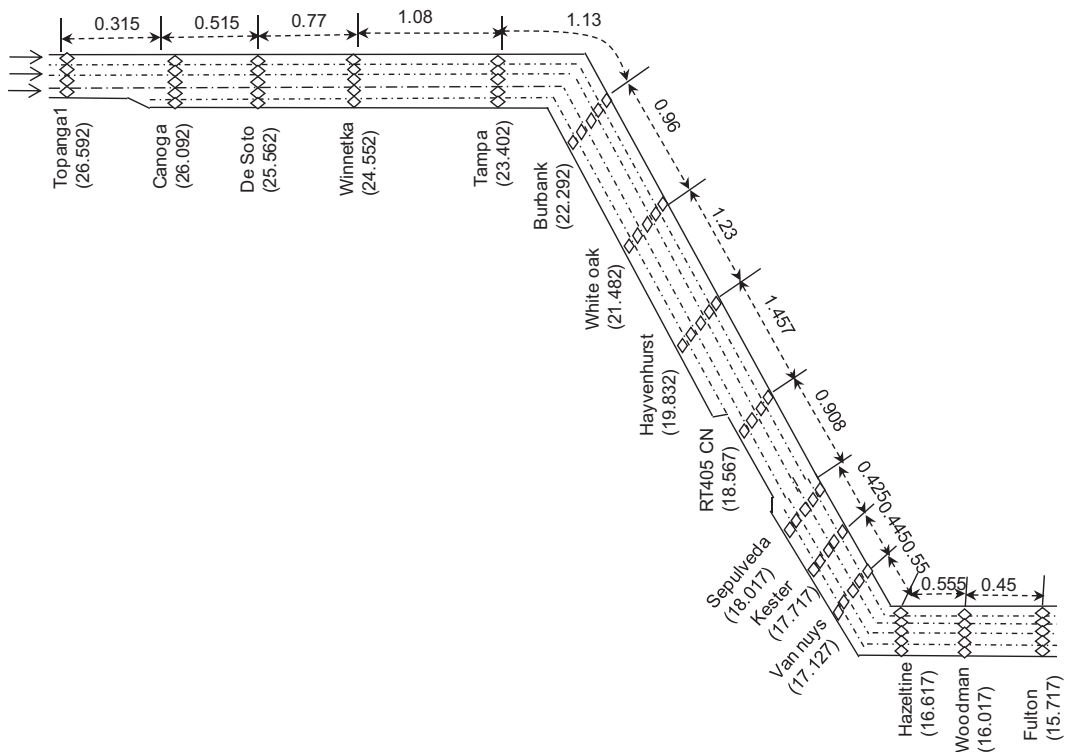 0.315
0.515
0.77
1.08
1.13
0.96
1.23
1.457
0.908
0.425
0.445
0.55
0.555
0.45
Topanga1
(26.592)
Canoga
(26.092)
De Soto
(25.562)
Winnetka
(24.552)
Tampa
(23.402)
Burbank
(22.292)
White oak
(21.482)
Hayvenhurst
(19.832)
RT405 CN
(18.567)
Sepulveda
(18.017)
Kester
(17.717)
Van nuys
(17.127)
Hazeltine
(16.617)
Woodman
(16.017)
Fulton
(15.717)